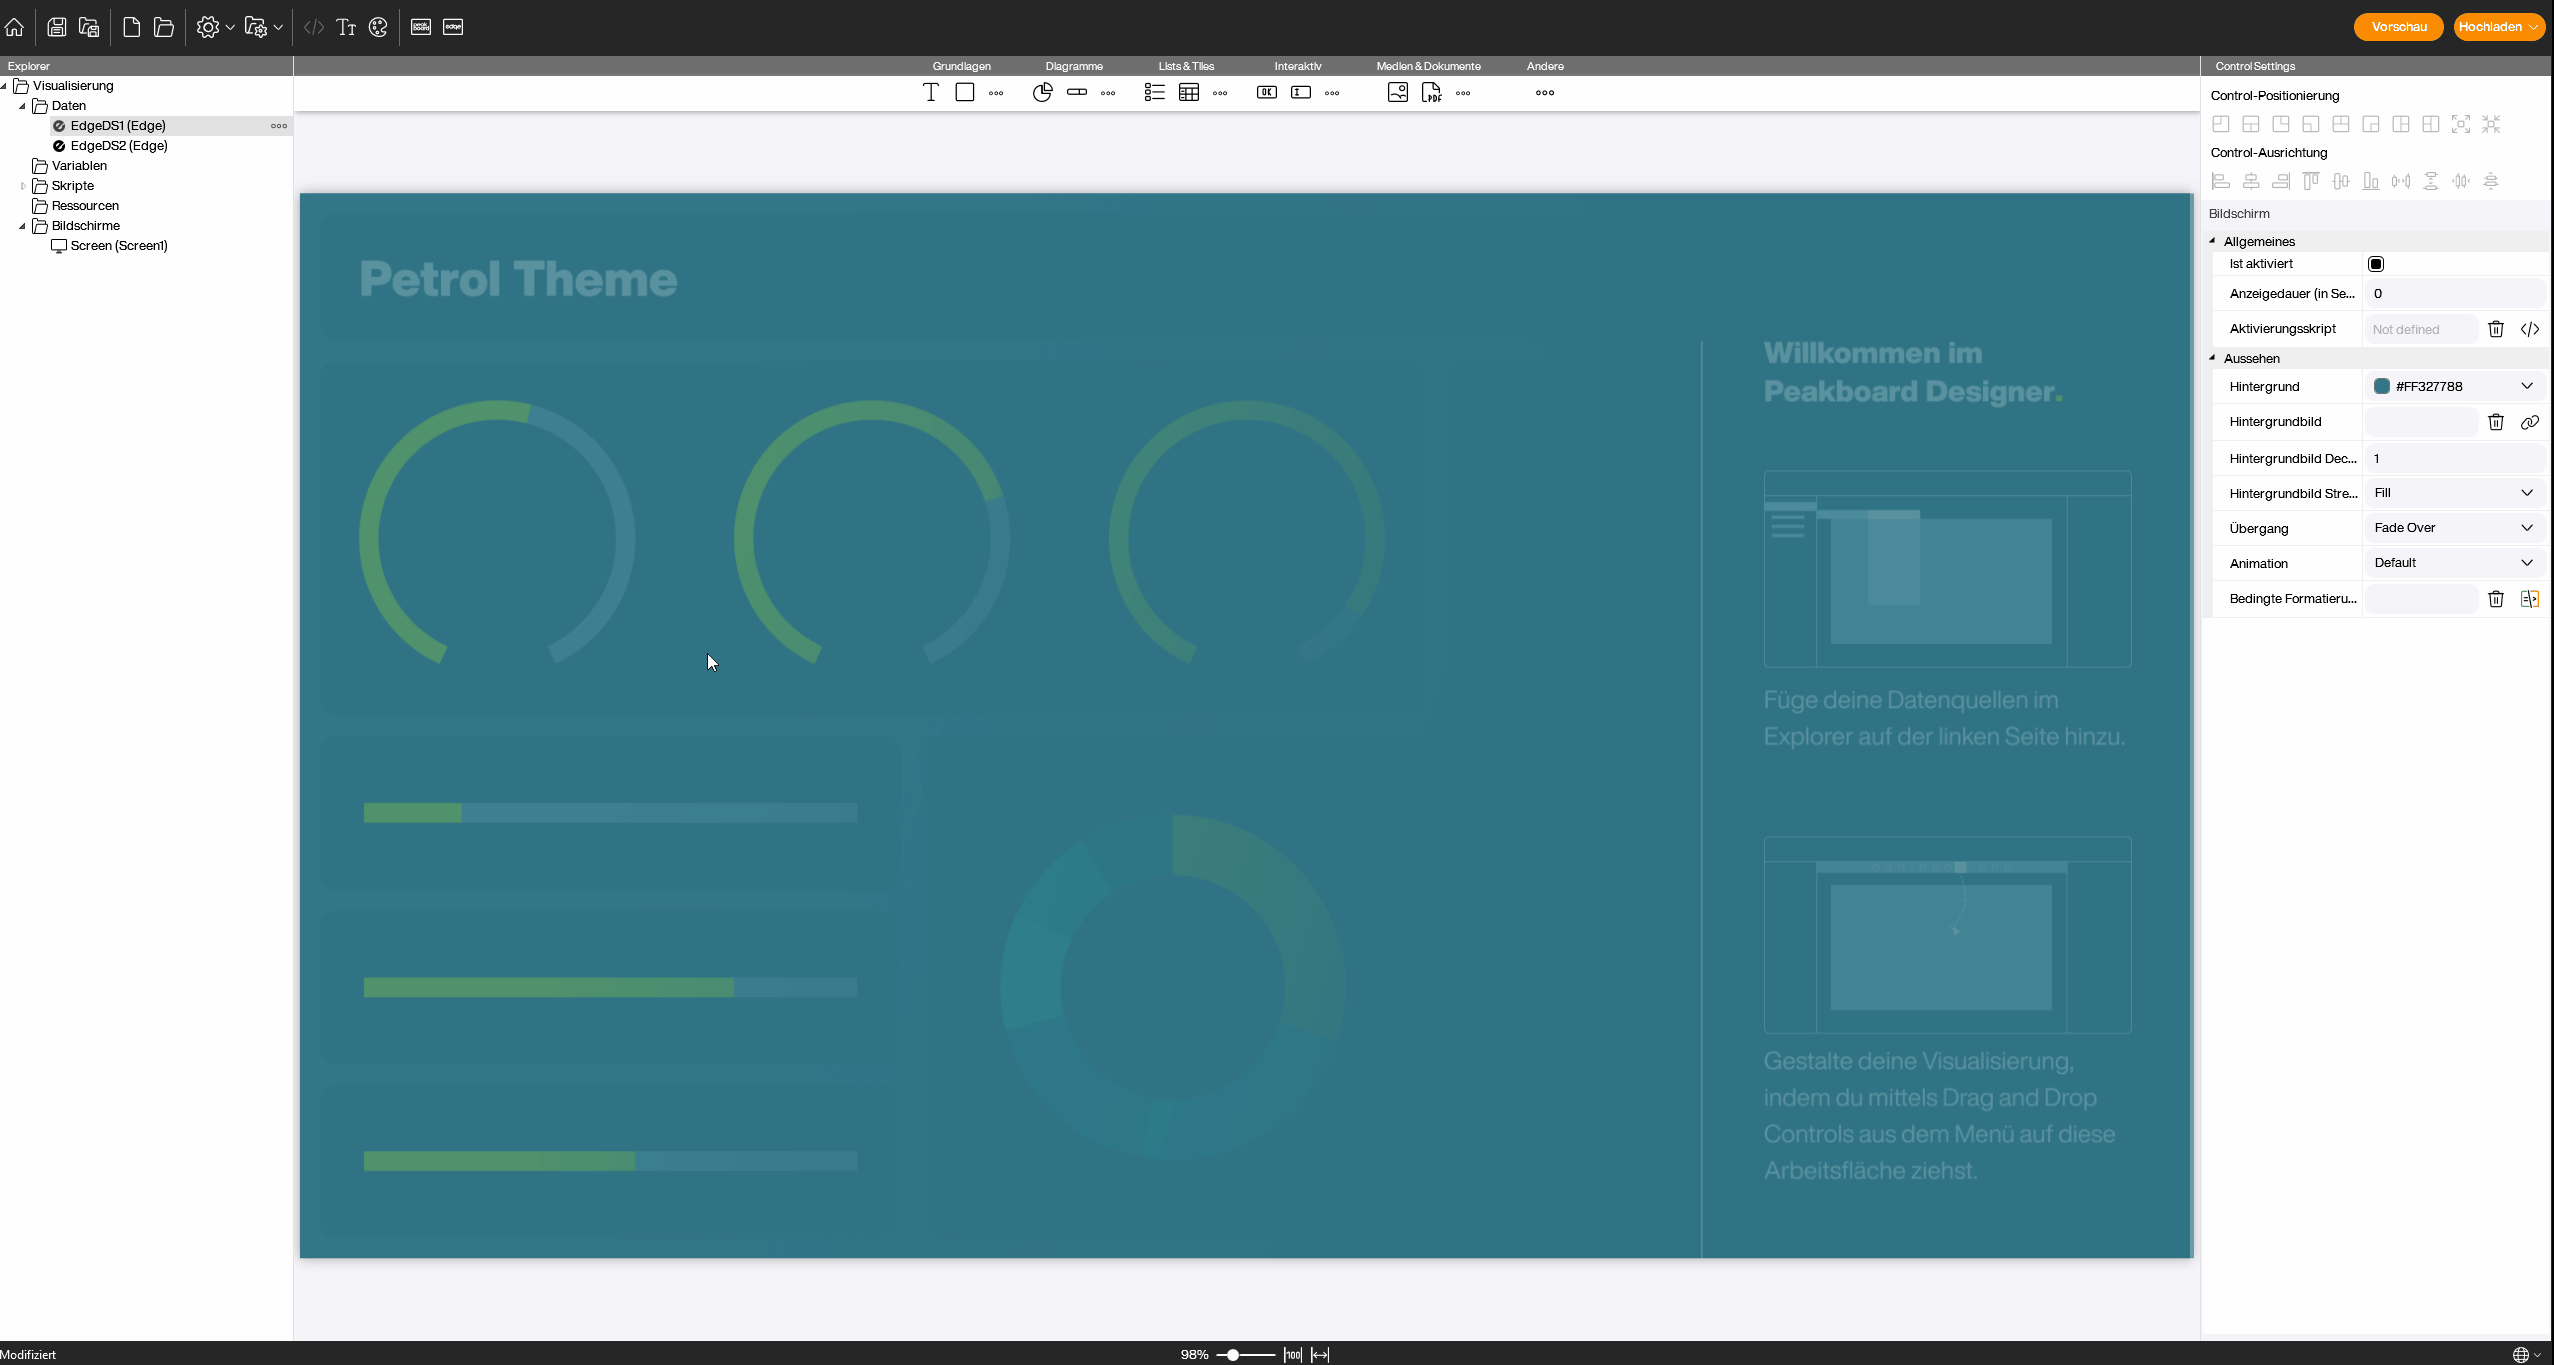 Vorschau
Hochladen
Explorer
Grundlagen
Diagramme
Lists & Tiles
Interaktiv
Medien & Dokumente
Andere
Control Settings
Visualisierung
Daten
EdgeDS1 (Edge)
EdgeDS2 (Edge)
Variablen
Skripte
Ressourcen
Bildschirme
Screen (Screen1)
Petrol Theme
Willkommen im
Peakboard Designer.
Füge deine Datenquellen im
Explorer auf der linken Seite hinzu.
Gestalte deine Visualisierung,
indem du mittels Drag and Drop
Controls aus dem Menü auf diese
Arbeitsfläche ziehst.
Control-Positionierung
Control-Ausrichtung
Bildschirm
Allgemeines
Ist aktiviert
Anzeigedauer (in Se... 0
Aktivierungsskript Not defined
Aussehen
Hintergrund #FF327788
Hintergrundbild
Hintergrundbild Dec... 1
Hintergrundbild Stre... Fill
Übergang Fade Over
Animation Default
Bedingte Formatieru...
Modifiziert
98%
100